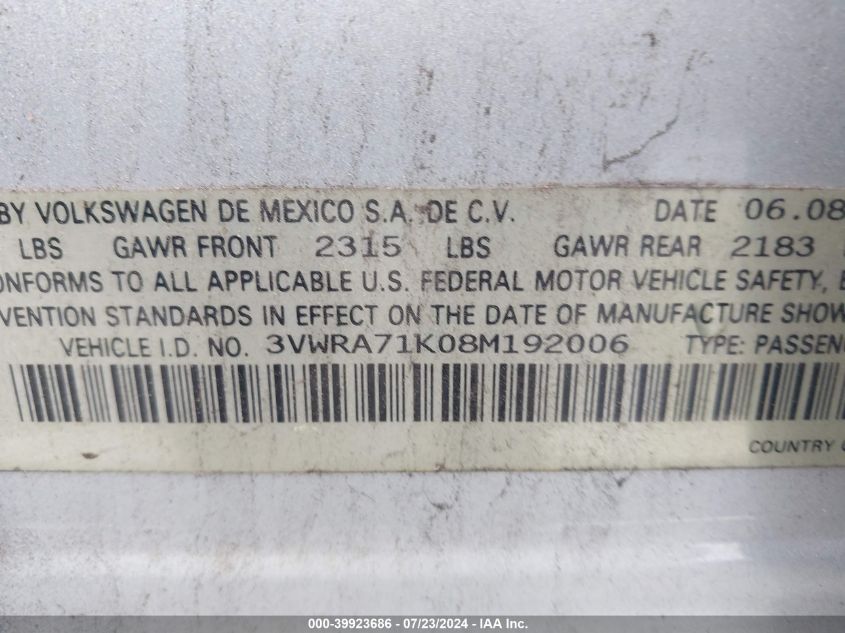 BY VOLKSWAGEN DE MEXICO S.A. DE C.V. DATE 06.08
LBS GAWR FRONT 2315 LBS GAWR REAR 2183
CONFORMS TO ALL APPLICABLE U.S. FEDERAL MOTOR VEHICLE SAFETY,
VENTION STANDARDS IN EFFECT ON THE DATE OF MANUFACTURE SHOW
VEHICLE I.D. NO. 3VWRA71K08M192006 TYPE: PASSEN
COUNTRY
000-39923686 - 07/23/2024 - IAA Inc.